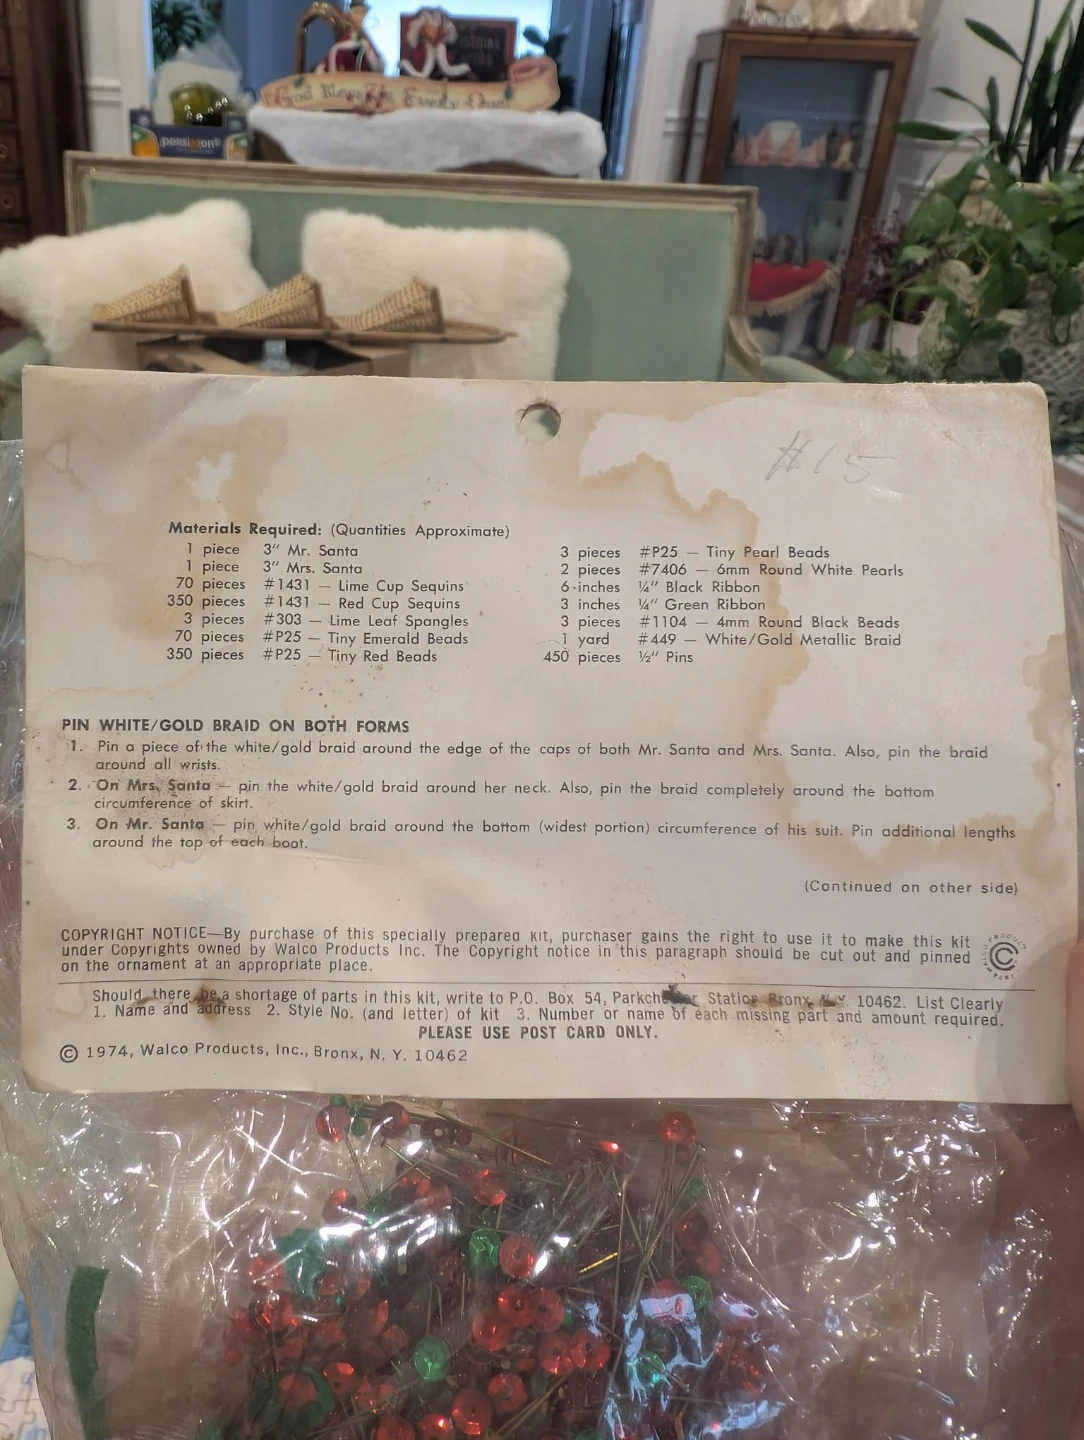 God Bless Us Every One
persimon®
#15
Materials Required: (Quantities Approximate)
1 piece 3″ Mr. Santa
1 piece 3″ Mrs. Santa
70 pieces #1431 — Lime Cup Sequins
350 pieces #1431 — Red Cup Sequins
3 pieces #303 — Lime Leaf Spangles
70 pieces #P25 — Tiny Emerald Beads
350 pieces #P25 — Tiny Red Beads
3 pieces #P25 — Tiny Pearl Beads
2 pieces #7406 — 6mm Round White Pearls
6 inches ¼″ Black Ribbon
3 inches ¼″ Green Ribbon
3 pieces #1104 — 4mm Round Black Beads
1 yard #449 — White/Gold Metallic Braid
450 pieces ½″ Pins
PIN WHITE/GOLD BRAID ON BOTH FORMS
1. Pin a piece of the white/gold braid around the edge of the caps of both Mr. Santa and Mrs. Santa. Also, pin the braid
around all wrists.
2. On Mrs. Santa — pin the white/gold braid around her neck. Also, pin the braid completely around the bottom
circumference of skirt.
3. On Mr. Santa — pin white/gold braid around the bottom (widest portion) circumference of his suit. Pin additional lengths
around the top of each boot.
(Continued on other side)
COPYRIGHT NOTICE—By purchase of this specially prepared kit, purchaser gains the right to use it to make this kit
under Copyrights owned by Walco Products Inc. The Copyright notice in this paragraph should be cut out and pinned
on the ornament at an appropriate place.
Should there be a shortage of parts in this kit, write to P.O. Box 54, Parkchester Station Bronx, N.Y. 10462. List Clearly
1. Name and address 2. Style No. (and letter) of kit 3. Number or name of each missing part and amount required.
PLEASE USE POST CARD ONLY.
© 1974, Walco Products, Inc., Bronx, N. Y. 10462